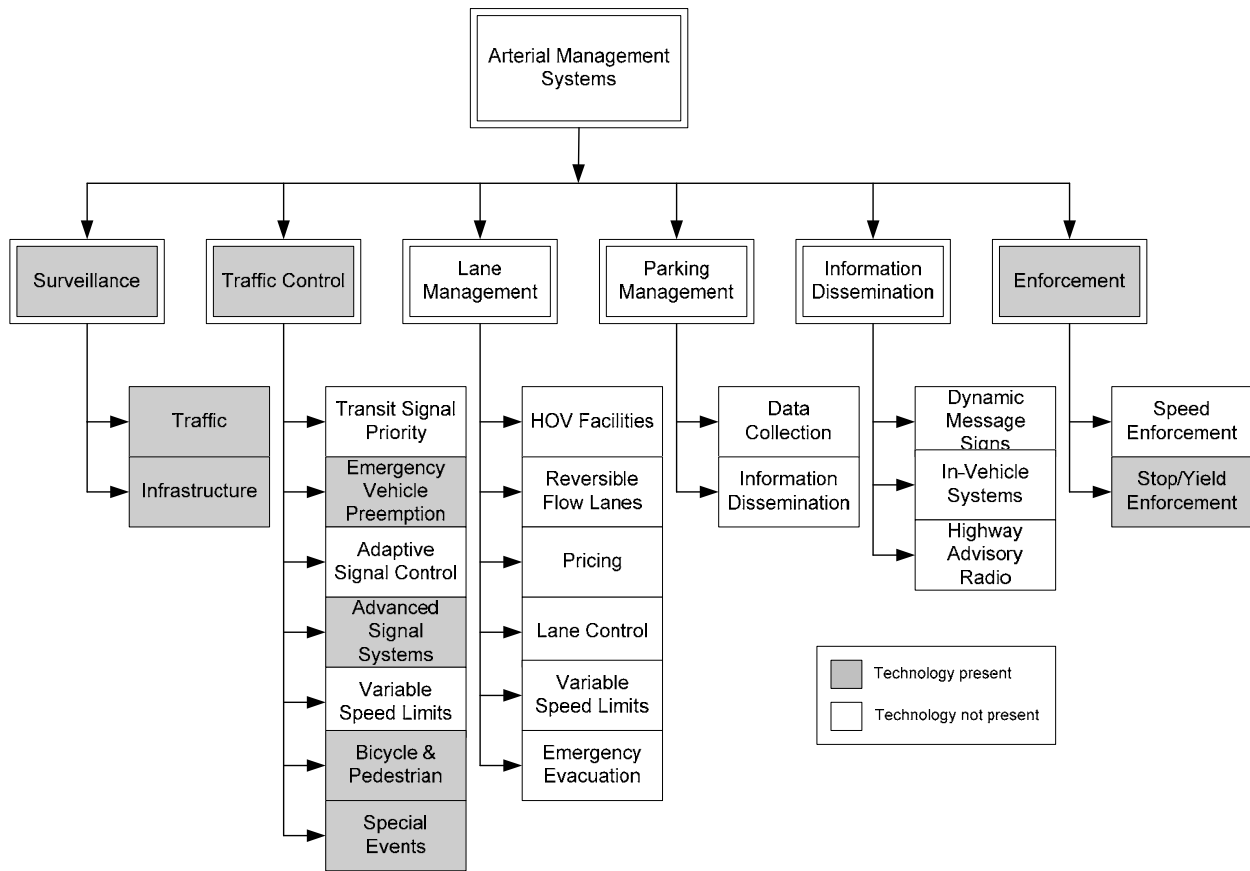 Arterial Management
Systems
Surveillance
Traffic Control
Lane
Management
Parking
Management
Information
Dissemination
Enforcement
Traffic
Infrastructure
Transit Signal
Priority
Emergency
Vehicle
Preemption
Adaptive
Signal Control
Advanced
Signal
Systems
Variable
Speed Limits
Bicycle &
Pedestrian
Special
Events
HOV Facilities
Reversible
Flow Lanes
Pricing
Lane Control
Variable
Speed Limits
Emergency
Evacuation
Data
Collection
Information
Dissemination
Dynamic
Message
Signs
In-Vehicle
Systems
Highway
Advisory
Radio
Speed
Enforcement
Stop/Yield
Enforcement
Technology present
Technology not present